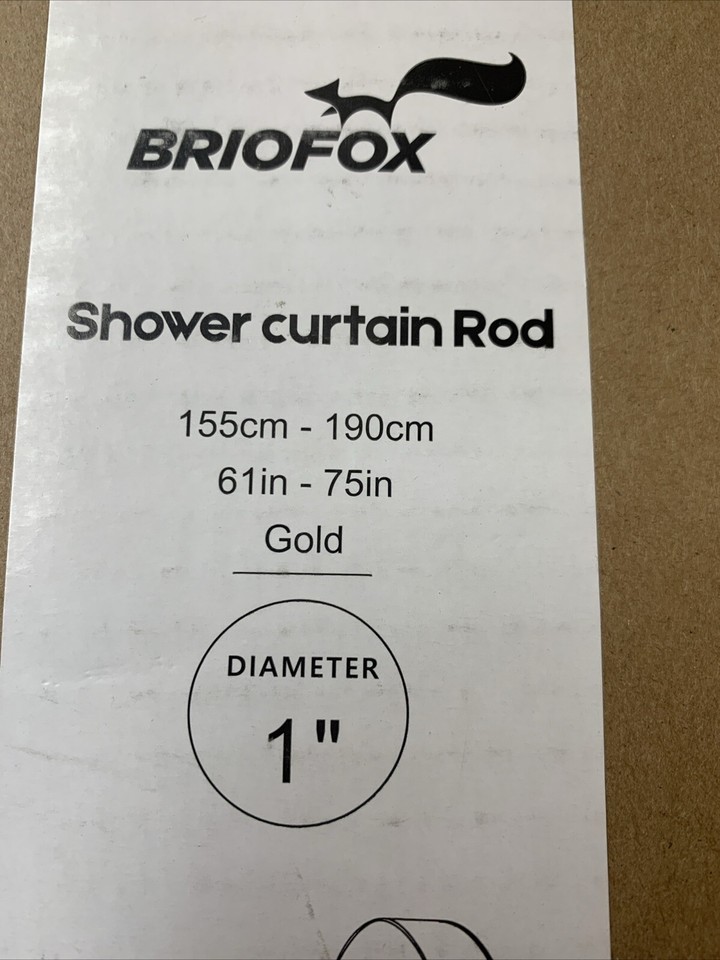 BRIOFOX
Shower curtain Rod
155cm - 190cm
61in - 75in
Gold
DIAMETER
1"